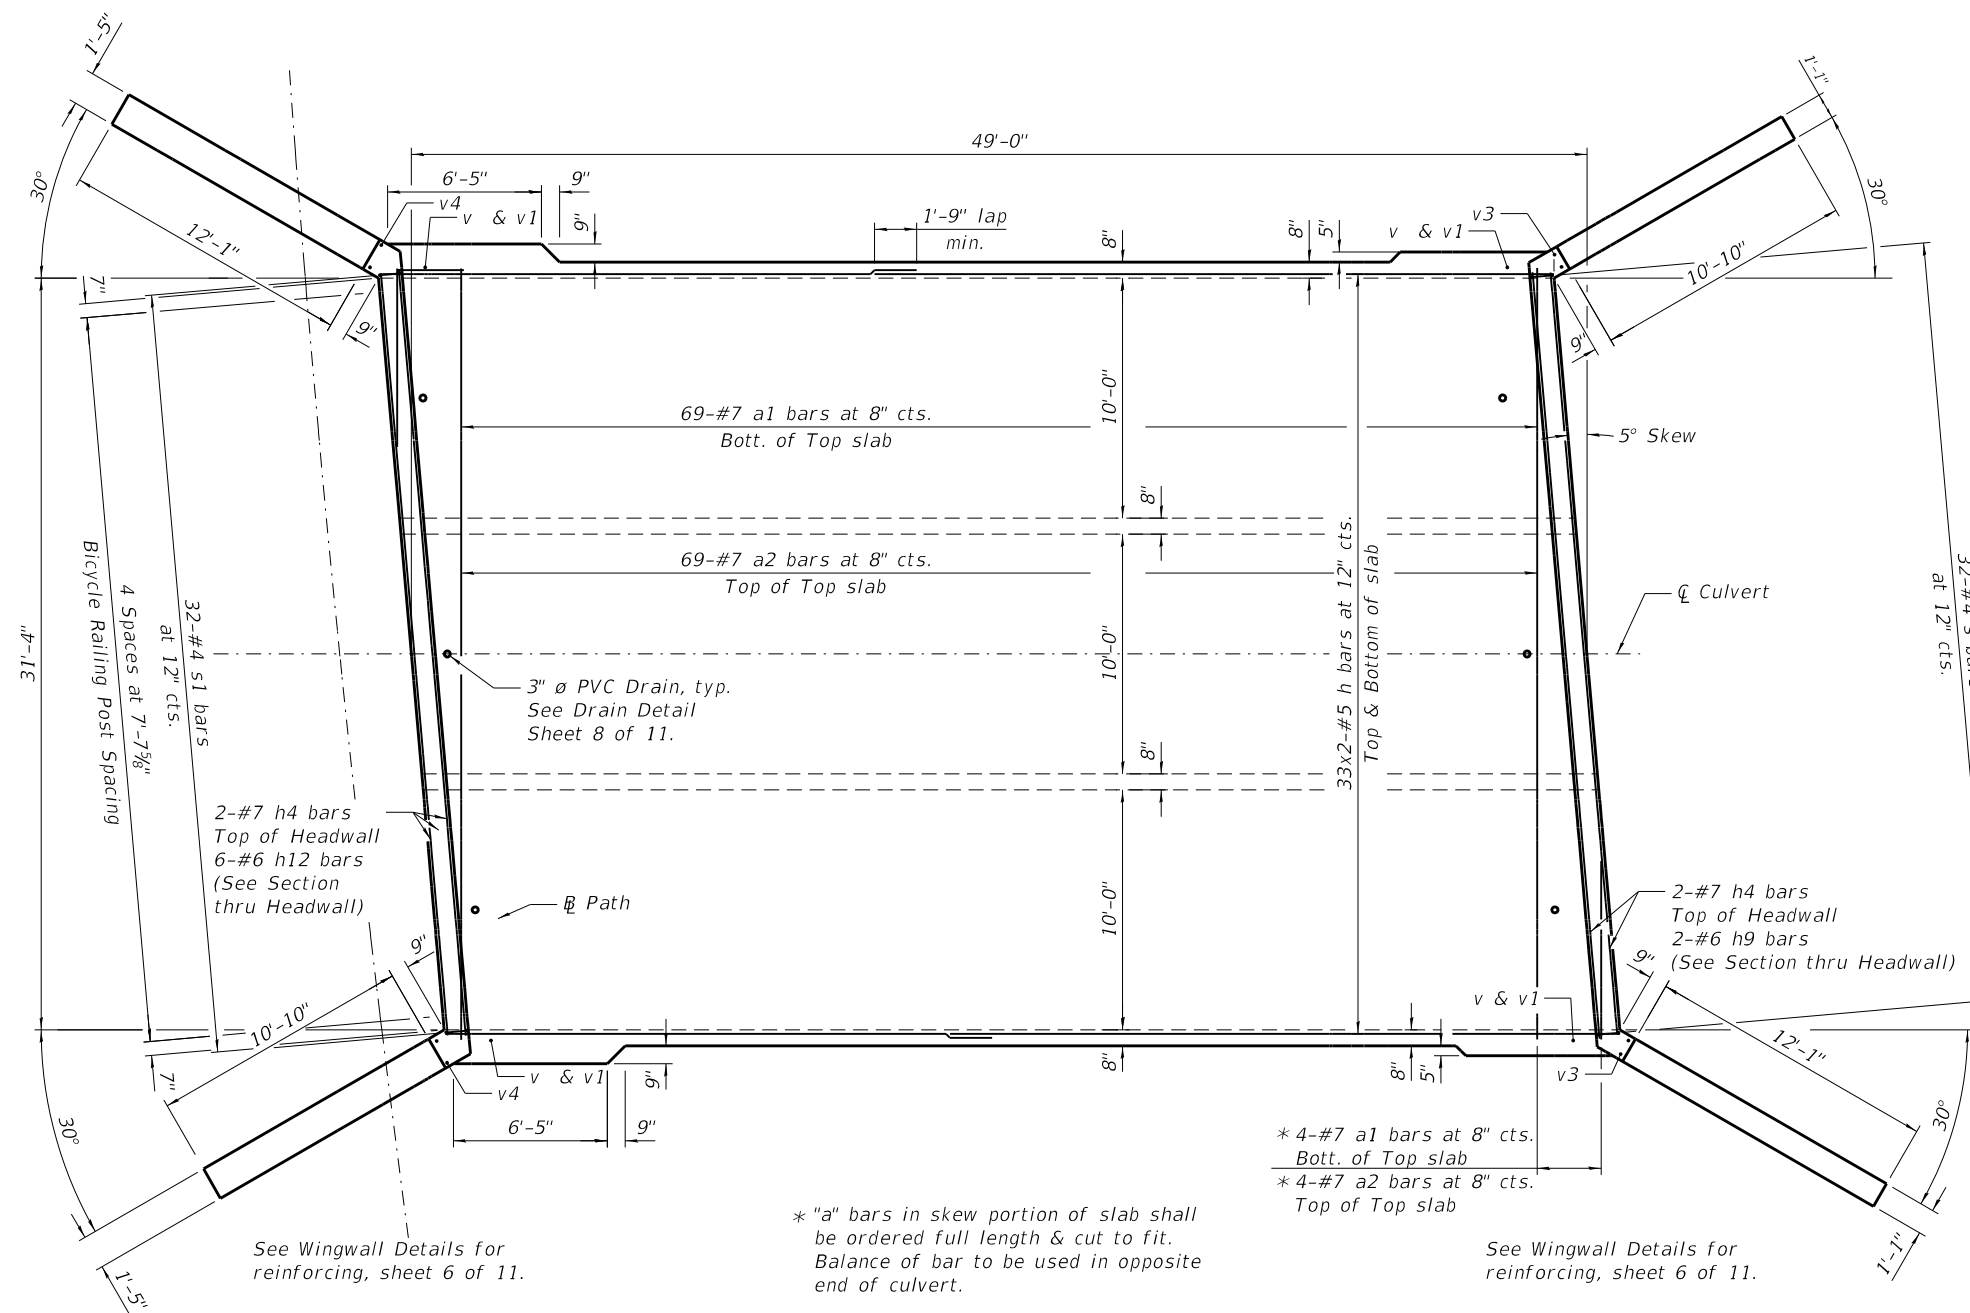 1'-5"
1'-1"
49'-0"
6'-5"
9"
30°
v4
v & v1
9"
1'-9" lap
min.
8"
8"
5"
v3
v & v1
30°
12'-1"
10'-10"
7"
9"
9"
10'-0"
69-#7 a1 bars at 8" cts.
Bott. of Top slab
5° Skew
8"
69-#7 a2 bars at 8" cts.
Top of Top slab
33x2-#5 h bars at 12" cts.
Top & Bottom of slab
℄ Culvert
31'-4"
Bicycle Railing Post Spacing
4 Spaces at 7'-7⅝"
32-#4 s1 bars
at 12" cts.
10'-0"
at 12" cts.
3" ø PVC Drain, typ.
See Drain Detail
Sheet 8 of 11.
8"
2-#7 h4 bars
Top of Headwall
6-#6 h12 bars
(See Section
thru Headwall)
BL Path
10'-0"
2-#7 h4 bars
Top of Headwall
2-#6 h9 bars
(See Section thru Headwall)
9"
9"
v & v1
10'-10"
12'-1"
7"
v & v1
v4
9"
8"
8"
5"
v3
6'-5"
9"
30°
30°
* 4-#7 a1 bars at 8" cts.
Bott. of Top slab
* 4-#7 a2 bars at 8" cts.
Top of Top slab
* "a" bars in skew portion of slab shall
be ordered full length & cut to fit.
Balance of bar to be used in opposite
end of culvert.
See Wingwall Details for
reinforcing, sheet 6 of 11.
See Wingwall Details for
reinforcing, sheet 6 of 11.
1'-5"
1'-1"